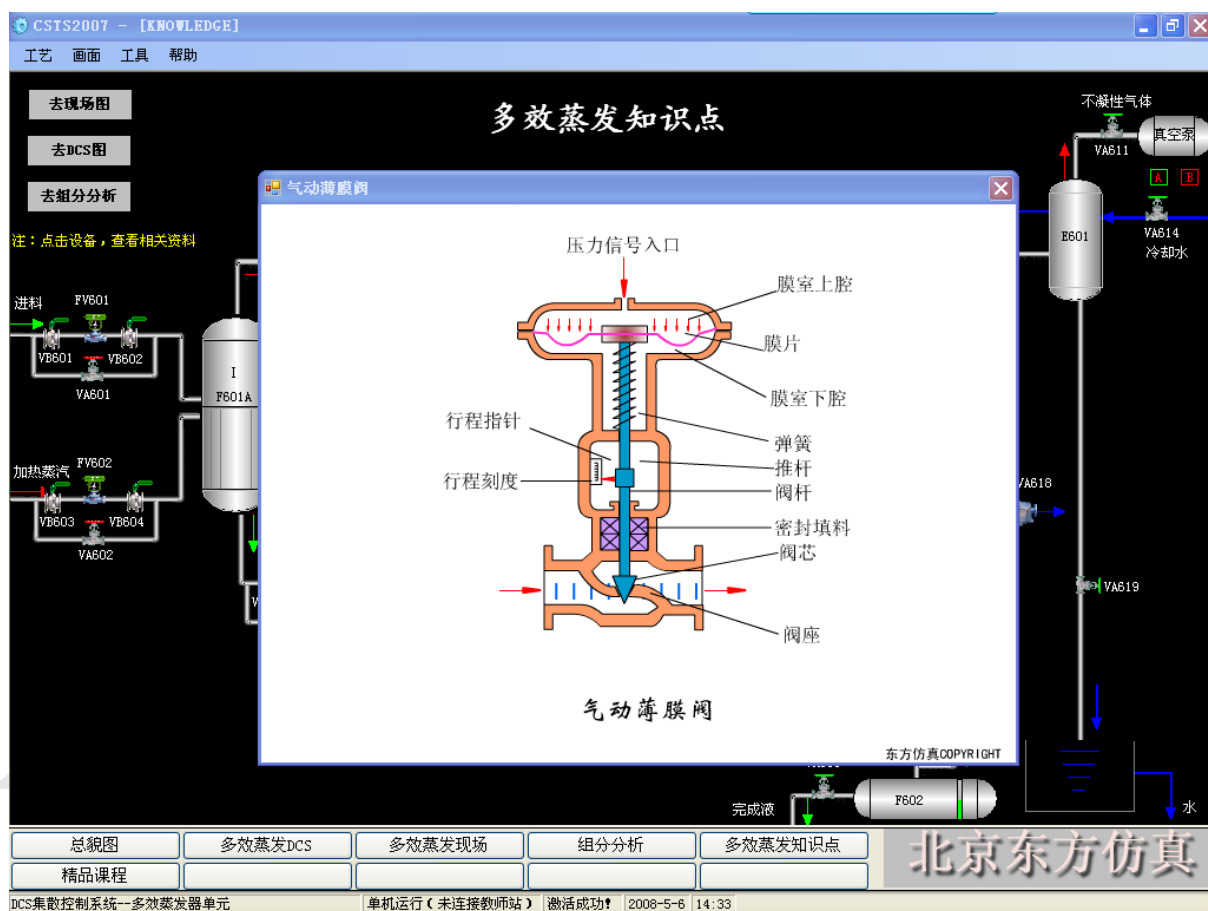 CSTS2007 - [KNOWLEDGE]
工艺 画面 工具 帮助
去现场图
去DCS图
去组分分析
注：点击设备，查看相关资料
多效蒸发知识点
不凝性气体
真空泵
VA611
A B
E601
VA614
冷却水
进料
FV601
VB601
VB602
VA601
I
F601A
加热蒸汽
FV602
VB603
VB604
VA602
气动薄膜阀
压力信号入口
膜室上腔
膜片
膜室下腔
行程指针
弹簧
推杆
行程刻度
阀杆
密封填料
阀芯
阀座
气动薄膜阀
东方仿真COPYRIGHT
VA618
VA619
完成液
F602
水
总貌图
多效蒸发DCS
多效蒸发现场
组分分析
多效蒸发知识点
精品课程
北京东方仿真
DCS集散控制系统--多效蒸发器单元
单机运行（未连接教师站）
激活成功!
2008-5-6
14:33